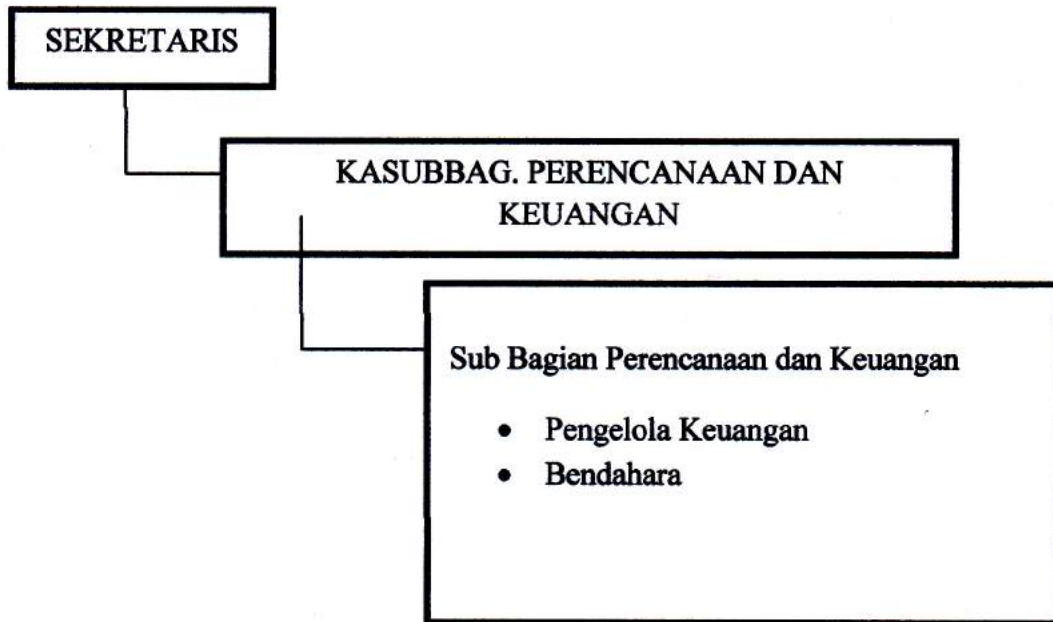 SEKRETARIS
KASUBBAG. PERENCANAAN DAN
KEUANGAN
Sub Bagian Perencanaan dan Keuangan
• Pengelola Keuangan
• Bendahara